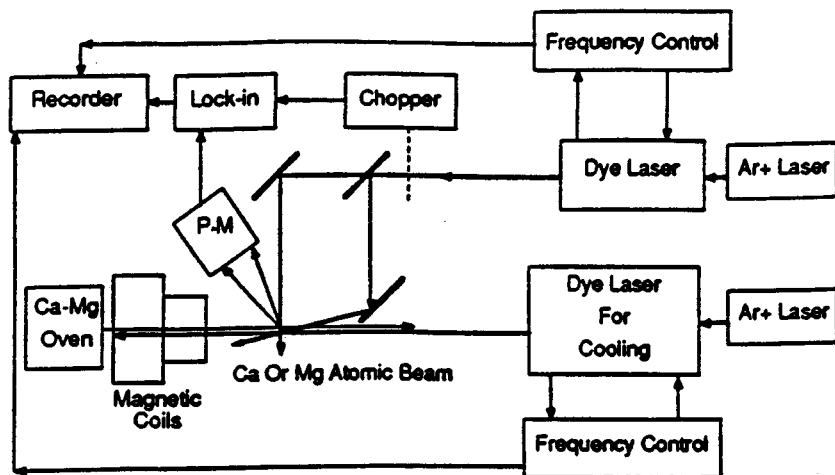 Frequency Control
Recorder
Lock-in
Chopper
Dye Laser
Ar+ Laser
P-M
Ca-Mg
Oven
Dye Laser
For
Cooling
Ar+ Laser
Ca Or Mg Atomic Beam
Magnetic
Coils
Frequency Control